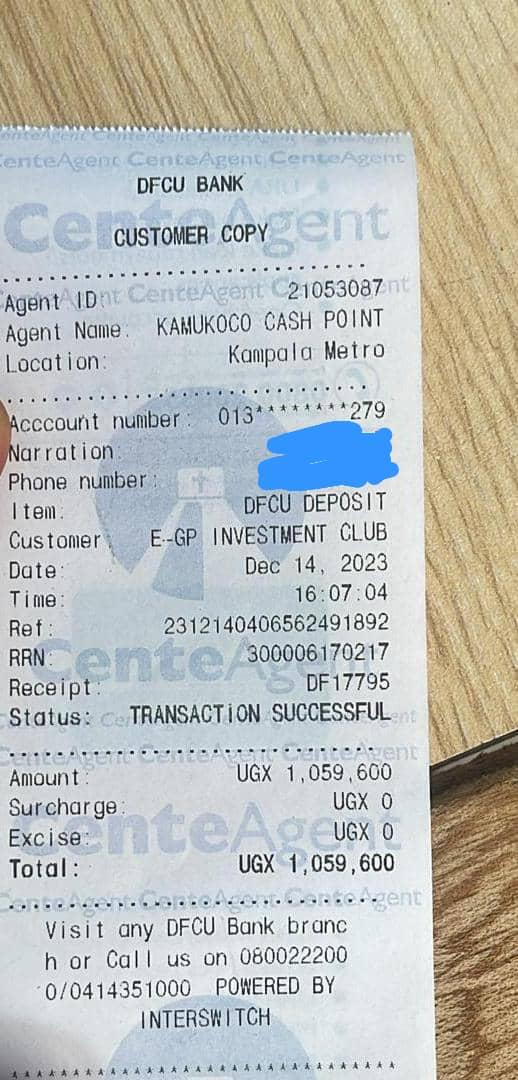 CenteAgent CenteAgent CenteAgent
DFCU BANK
CenteAgent
CUSTOMER COPY
Agent ID: 21053087
Agent Name: KAMUKOCO CASH POINT
Location: Kampala Metro
Acccount number: 013********279
Narration:
Phone number:
Item: DFCU DEPOSIT
Customer E--GP INVESTMENT CLUB
Date: Dec 14, 2023
Time: 16:07:04
Ref: 2312140406562491892
RRN: 300006170217
Receipt: DF17795
Status: TRANSACTION SUCCESSFUL
CenteAgent CenteAgent CenteAgent
Amount: UGX 1,059,600
Surcharge: UGX 0
CenteAgent
Excise: UGX 0
Total: UGX 1,059,600
CenteAgent CenteAgent CenteAgent
Visit any DFCU Bank branc
h or Call us on 080022200
0/0414351000 POWERED BY
INTERSWITCH